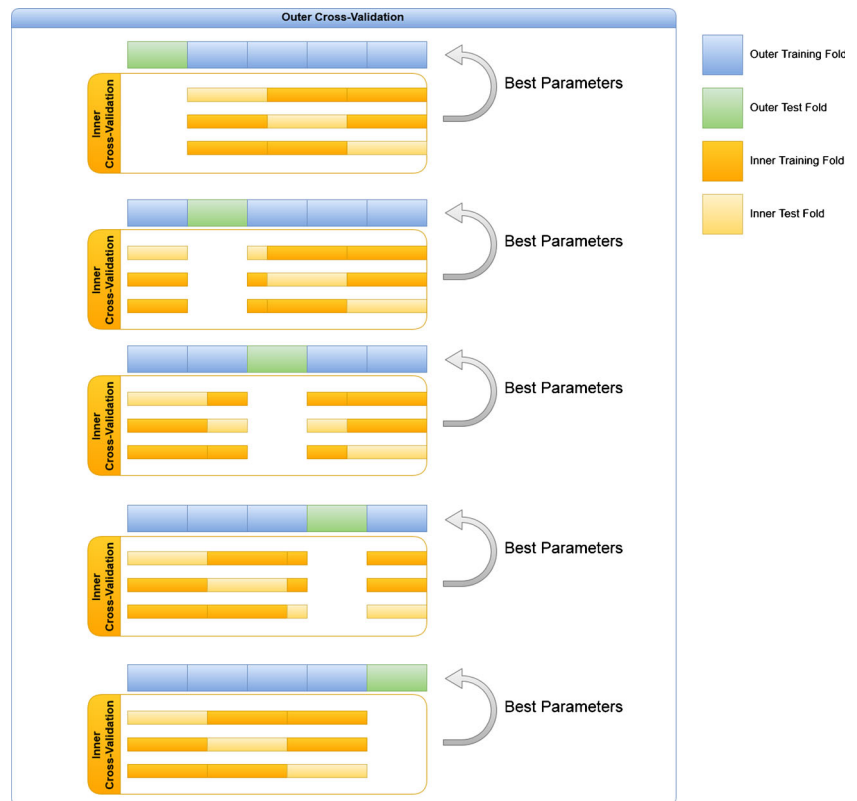 Outer Cross-Validation
Outer Training Fold
Outer Test Fold
Inner Training Fold
Inner Test Fold
Inner
Cross-Validation
Best Parameters
Inner
Cross-Validation
Best Parameters
Inner
Cross-Validation
Best Parameters
Inner
Cross-Validation
Best Parameters
Inner
Cross-Validation
Best Parameters